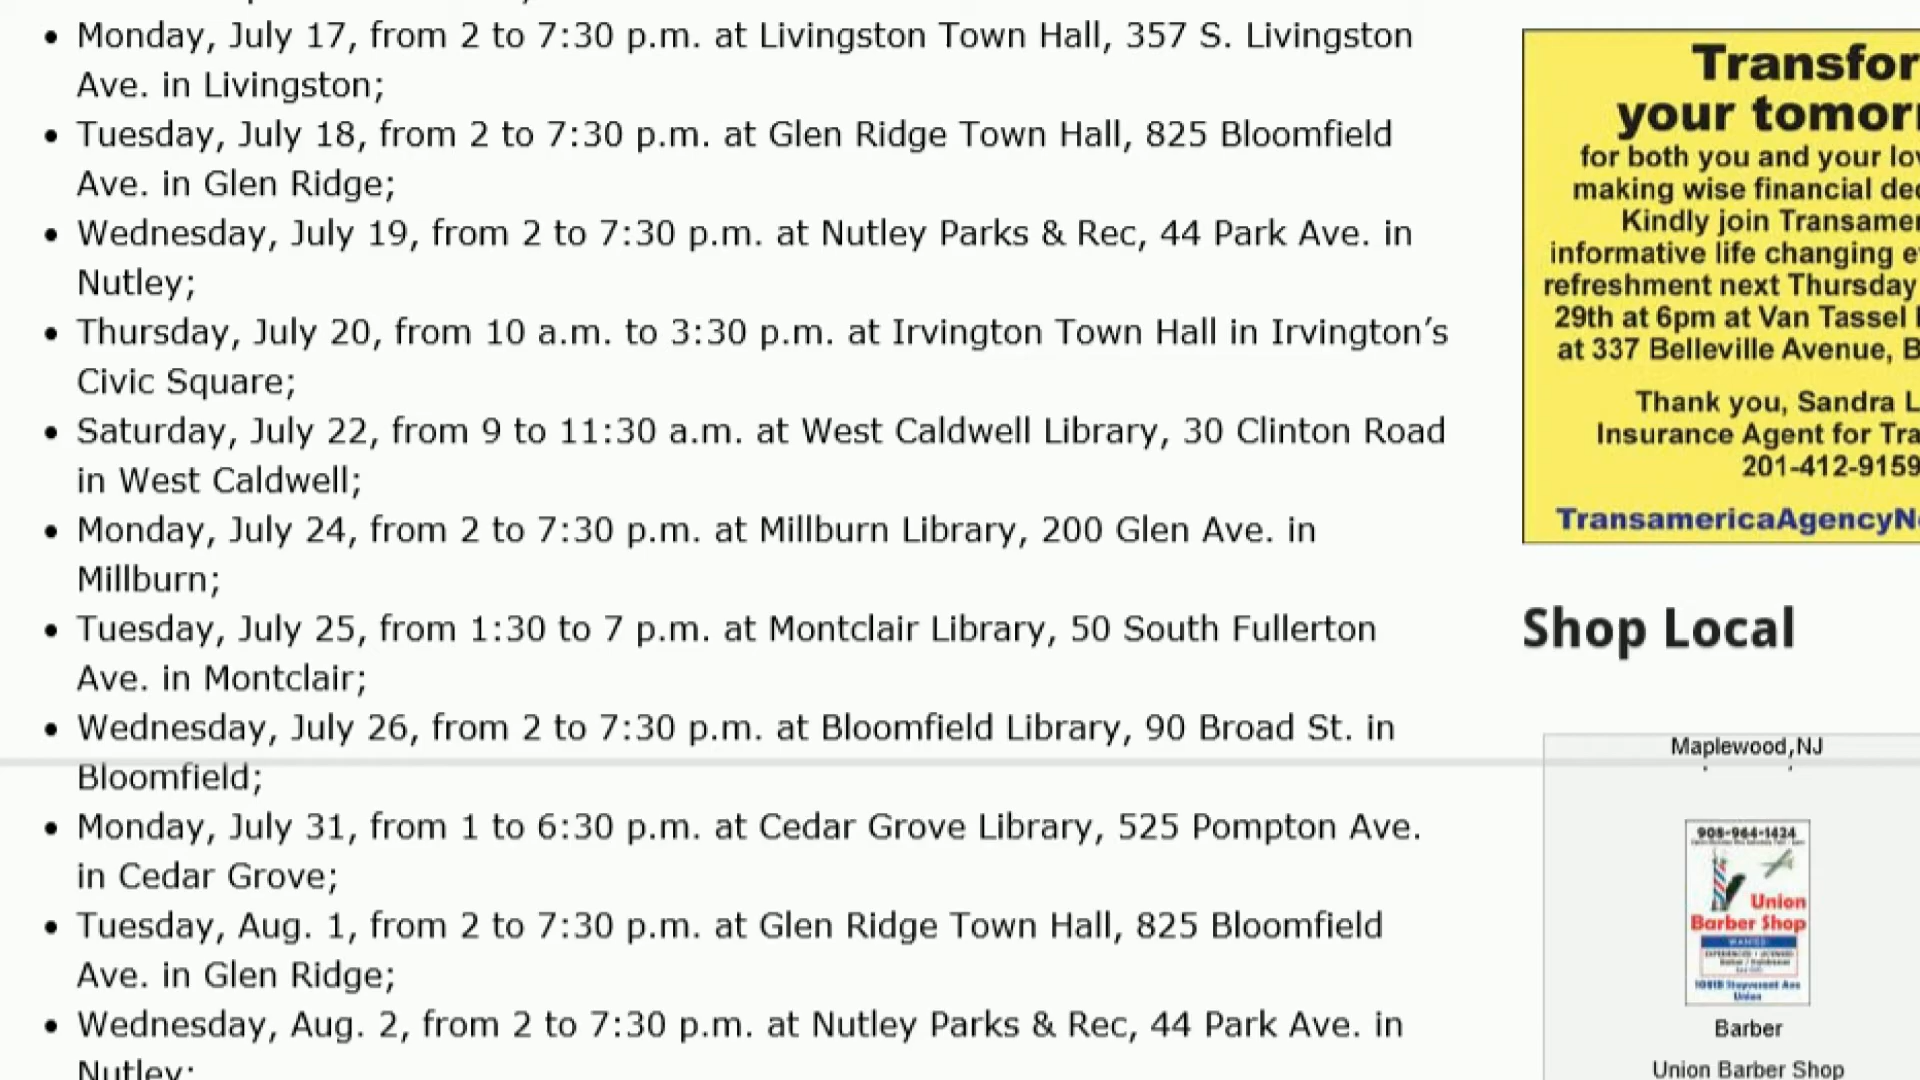 Monday, July 17, from 2 to 7:30 p.m. at Livingston Town Hall, 357 S. Livingston
Ave. in Livingston;
Tuesday, July 18, from 2 to 7:30 p.m. at Glen Ridge Town Hall, 825 Bloomfield
Ave. in Glen Ridge;
Wednesday, July 19, from 2 to 7:30 p.m. at Nutley Parks & Rec, 44 Park Ave. in
Nutley;
Thursday, July 20, from 10 a.m. to 3:30 p.m. at Irvington Town Hall in Irvington’s
Civic Square;
Saturday, July 22, from 9 to 11:30 a.m. at West Caldwell Library, 30 Clinton Road
in West Caldwell;
Monday, July 24, from 2 to 7:30 p.m. at Millburn Library, 200 Glen Ave. in
Millburn;
Tuesday, July 25, from 1:30 to 7 p.m. at Montclair Library, 50 South Fullerton
Ave. in Montclair;
Wednesday, July 26, from 2 to 7:30 p.m. at Bloomfield Library, 90 Broad St. in
Bloomfield;
Monday, July 31, from 1 to 6:30 p.m. at Cedar Grove Library, 525 Pompton Ave.
in Cedar Grove;
Tuesday, Aug. 1, from 2 to 7:30 p.m. at Glen Ridge Town Hall, 825 Bloomfield
Ave. in Glen Ridge;
Wednesday, Aug. 2, from 2 to 7:30 p.m. at Nutley Parks & Rec, 44 Park Ave. in
Nutley;
Transfor
your tomorr
for both you and your lov
making wise financial dec
Kindly join Transamer
informative life changing e
refreshment next Thursday
29th at 6pm at Van Tassel
at 337 Belleville Avenue, B
Thank you, Sandra L
Insurance Agent for Tra
201-412-9159
TransamericaAgencyN
Shop Local
Maplewood,NJ
908-964-1424
Union
Barber Shop
WANTED
Union
Barber
Union Barber Shop